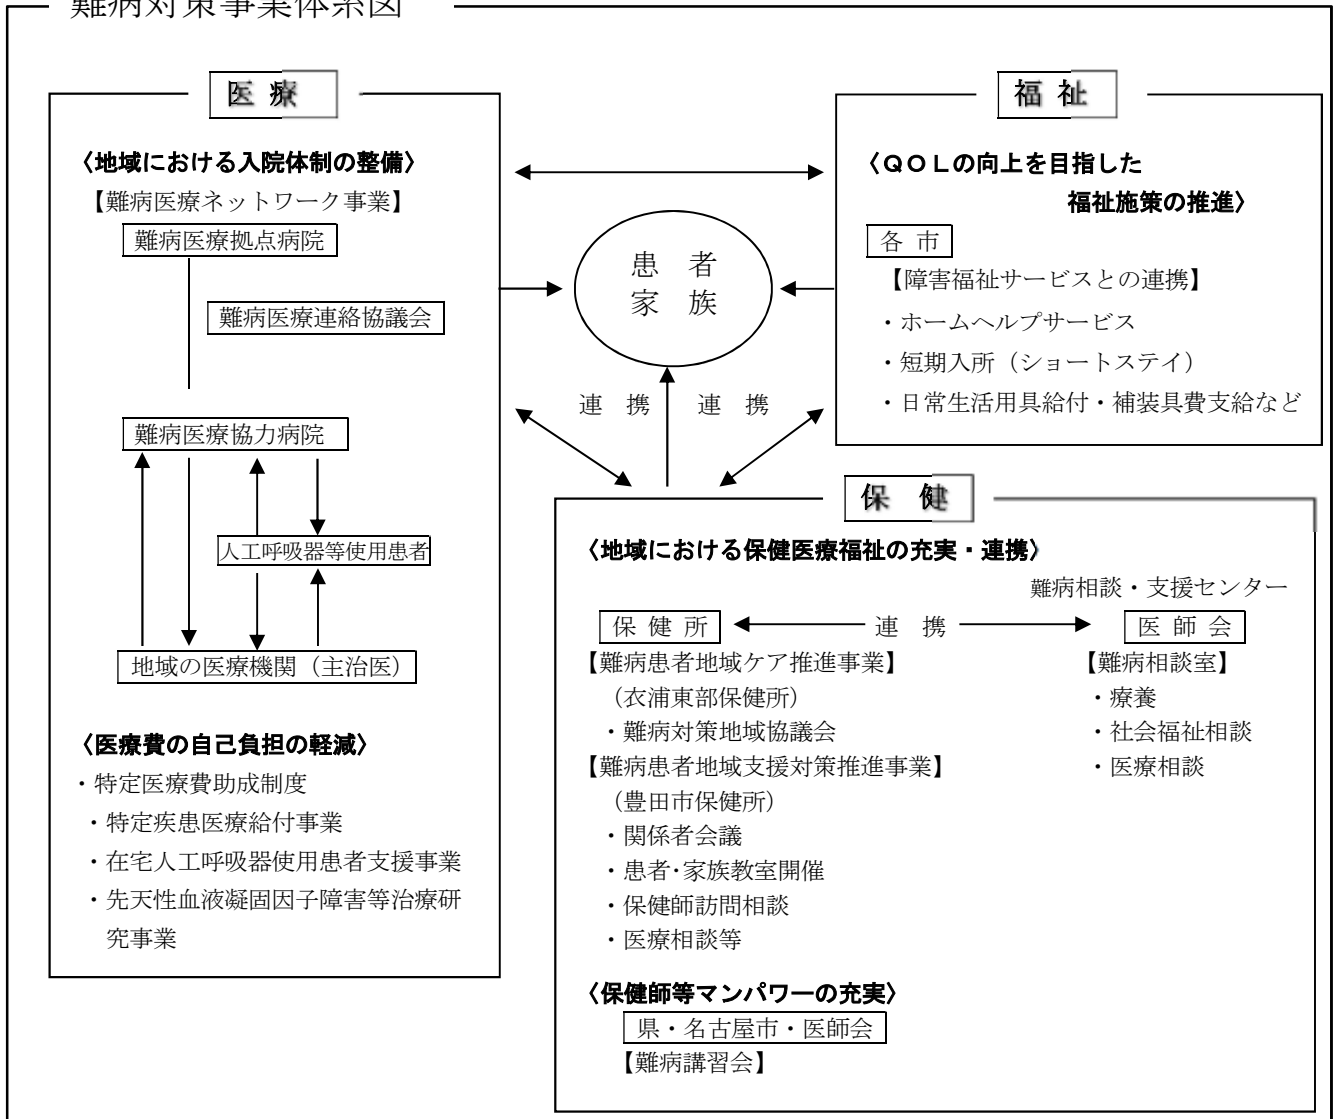 難病対策事業体系図
医 療
〈地域における入院体制の整備〉
【難病医療ネットワーク事業】
難病医療拠点病院
難病医療連絡協議会
難病医療協力病院
人工呼吸器等使用患者
地域の医療機関（主治医）
〈医療費の自己負担の軽減〉
・特定医療費助成制度
・特定疾患医療給付事業
・在宅人工呼吸器使用患者支援事業
・先天性血液凝固因子障害等治療研
究事業
患 者
家 族
連 携 連 携
福 祉
〈ＱＯＬの向上を目指した
福祉施策の推進〉
各 市
【障害福祉サービスとの連携】
・ホームヘルプサービス
・短期入所（ショートステイ）
・日常生活用具給付・補装具費支給など
保 健
〈地域における保健医療福祉の充実・連携〉
難病相談・支援センター
保 健 所 連 携 医 師 会
【難病患者地域ケア推進事業】
（衣浦東部保健所）
・難病対策地域協議会
【難病患者地域支援対策推進事業】
（豊田市保健所）
・関係者会議
・患者・家族教室開催
・保健師訪問相談
・医療相談等
【難病相談室】
・療養
・社会福祉相談
・医療相談
〈保健師等マンパワーの充実〉
県・名古屋市・医師会
【難病講習会】